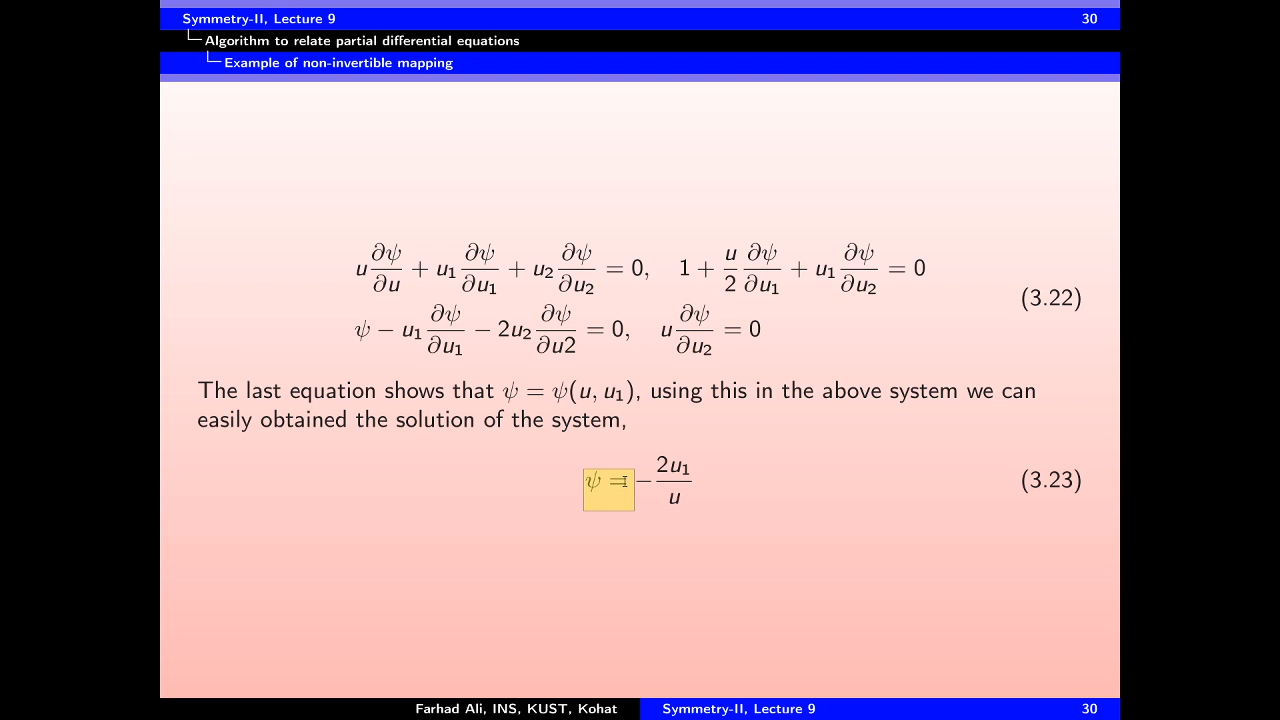 Symmetry-II, Lecture 9 30
Algorithm to relate partial differential equations
Example of non-invertible mapping
u ∂ψ/∂u + u₁ ∂ψ/∂u₁ + u₂ ∂ψ/∂u₂ = 0, 1 + u/2 ∂ψ/∂u₁ + u₁ ∂ψ/∂u₂ = 0
(3.22)
ψ − u₁ ∂ψ/∂u₁ − 2u₂ ∂ψ/∂u2 = 0, u ∂ψ/∂u₂ = 0
The last equation shows that ψ = ψ(u, u₁), using this in the above system we can
easily obtained the solution of the system,
ψ = − 2u₁/u (3.23)
Farhad Ali, INS, KUST, Kohat Symmetry-II, Lecture 9 30